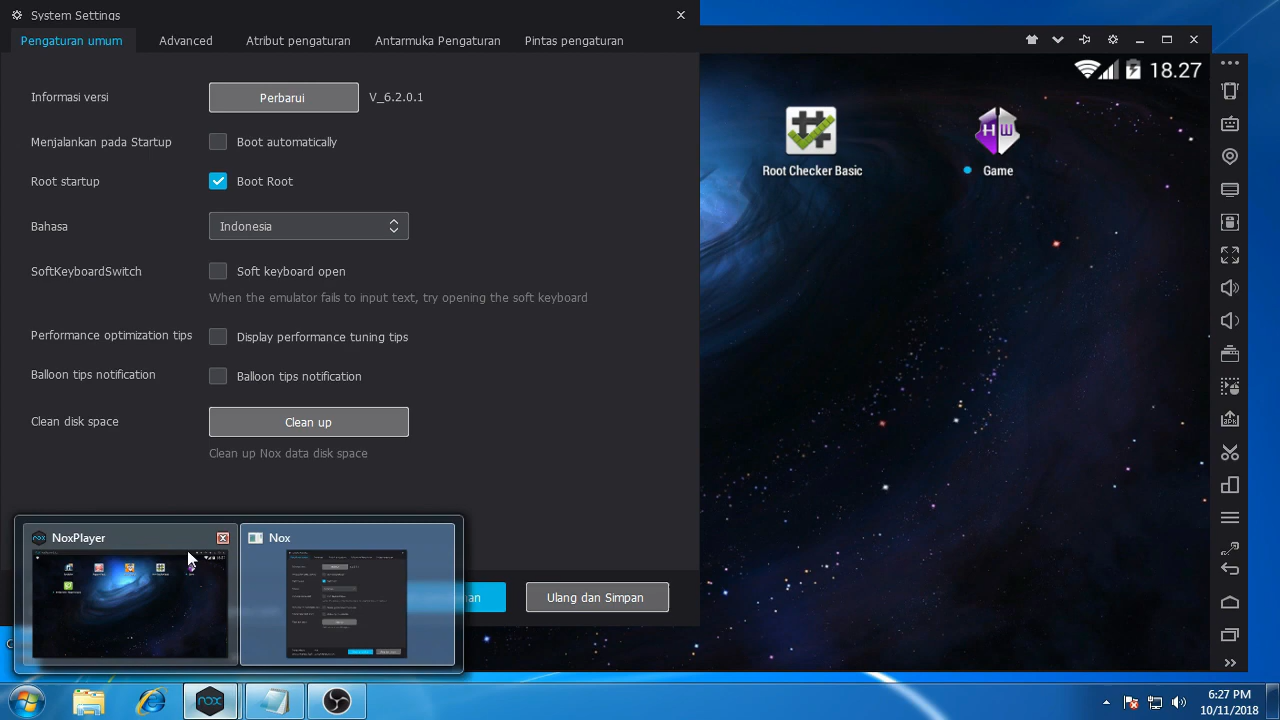 System Settings
Pengaturan umum
Advanced
Atribut pengaturan
Antarmuka Pengaturan
Pintas pengaturan
Informasi versi
Perbarui
V_6.2.0.1
Menjalankan pada Startup
Boot automatically
Root startup
Boot Root
Bahasa
Indonesia
SoftKeyboardSwitch
Soft keyboard open
When the emulator fails to input text, try opening the soft keyboard
Performance optimization tips
Display performance tuning tips
Balloon tips notification
Balloon tips notification
Clean disk space
Clean up
Clean up Nox data disk space
Ulang dan Simpan
18.27
Root Checker Basic
HW
Game
APK
NoxPlayer
Nox
nox
6:27 PM
10/11/2018